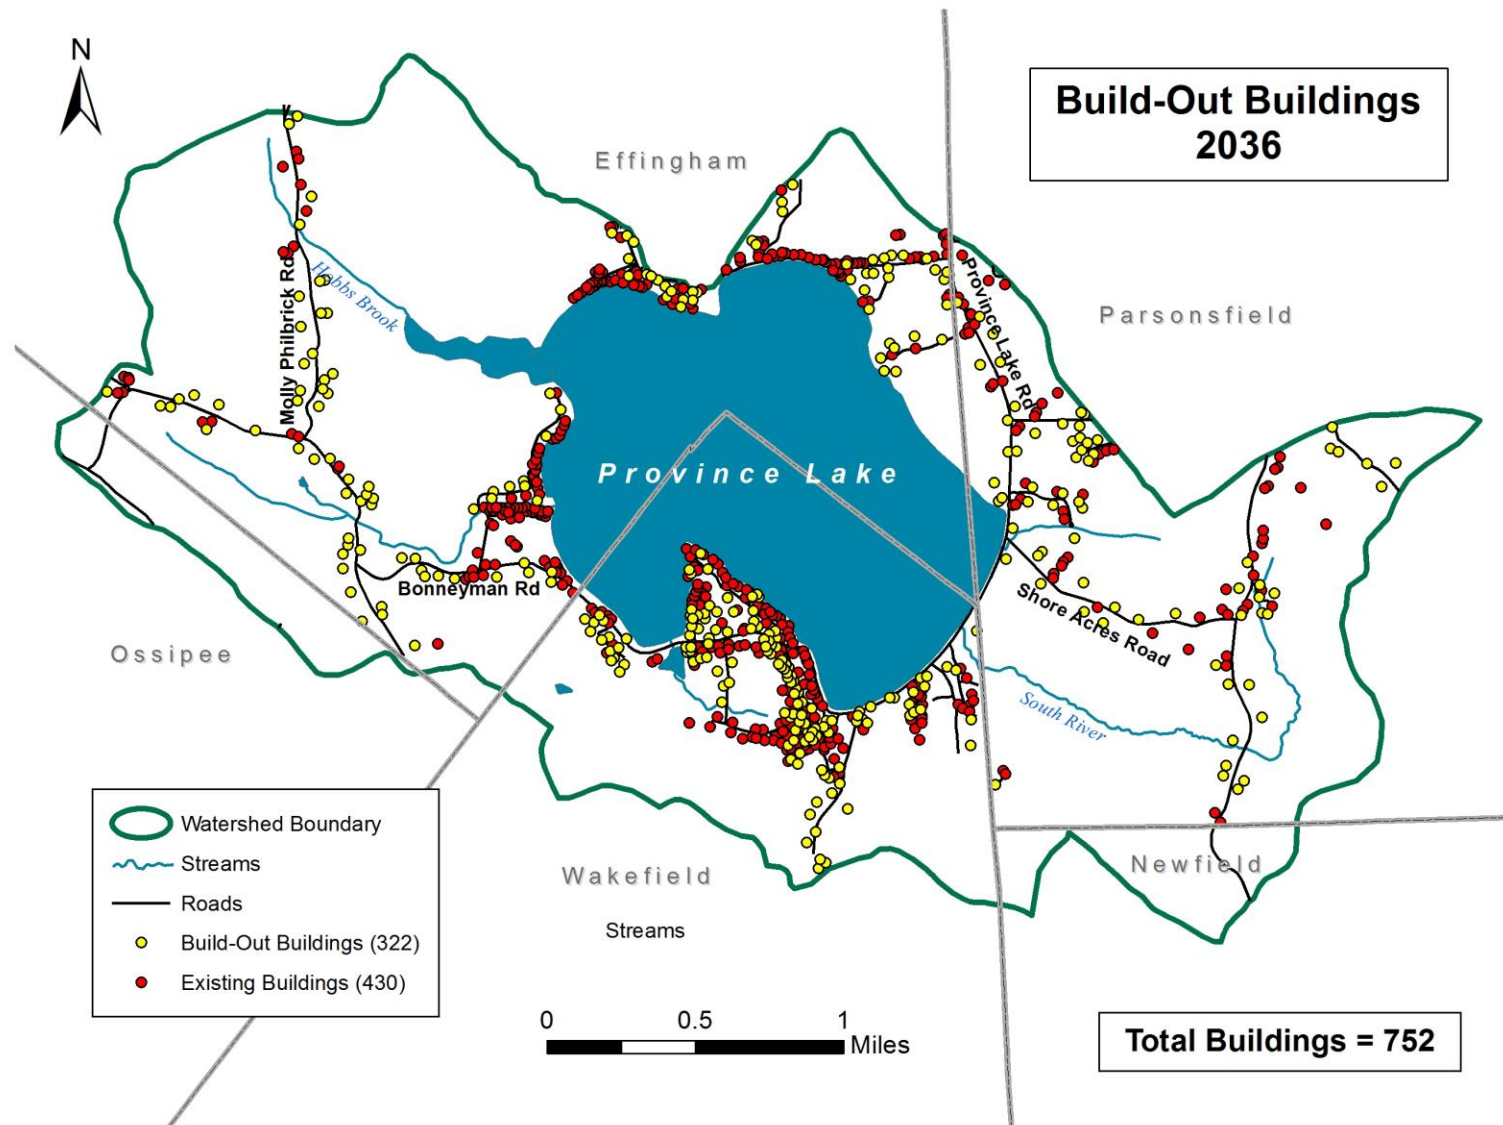 N
Build-Out Buildings
2036
Effingham
Parsonsfield
Molly Philbrick Rd
Hobbs Brook
Province Lake Rd
Province Lake
Bonneyman Rd
Shore Acres Road
Ossipee
South River
Newfield
Wakefield
Streams
Watershed Boundary
Streams
Roads
Build-Out Buildings (322)
Existing Buildings (430)
0 0.5 1
Miles
Total Buildings = 752